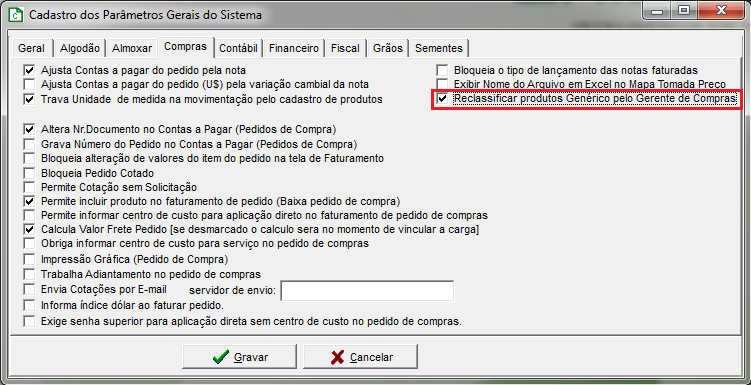 Cadastro dos Parâmetros Gerais do Sistema
Geral Algodão Almoxar Compras Contábil Financeiro Fiscal Grãos Sementes
Ajusta Contas a pagar do pedido pela nota
Ajusta Contas a pagar do pedido (U$) pela variação cambial da nota
Trava Unidade de medida na movimentação pelo cadastro de produtos
Bloqueia o tipo de lançamento das notas faturadas
Exibir Nome do Arquivo em Excel no Mapa Tomada Preço
Reclassificar produtos Genérico pelo Gerente de Compras
Altera Nr.Documento no Contas a Pagar (Pedidos de Compra)
Grava Número do Pedido no Contas a Pagar (Pedidos de Compra)
Bloqueia alteração de valores do item do pedido na tela de Faturamento
Bloqueia Pedido Cotado
Permite Cotação sem Solicitação
Permite incluir produto no faturamento de pedido (Baixa pedido de compra)
Permite informar centro de custo para aplicação direto no faturamento de pedido de compras
Calcula Valor Frete Pedido [se desmarcado o calculo sera no momento de vincular a carga]
Obriga informar centro de custo para serviço no pedido de compras
Impressão Gráfica (Pedido de Compra)
Trabalha Adiantamento no pedido de compras
Envia Cotações por E-mail servidor de envio:
Informa índice dólar ao faturar pedido.
Exige senha superior para aplicação direta sem centro de custo no pedido de compras.
Gravar Cancelar